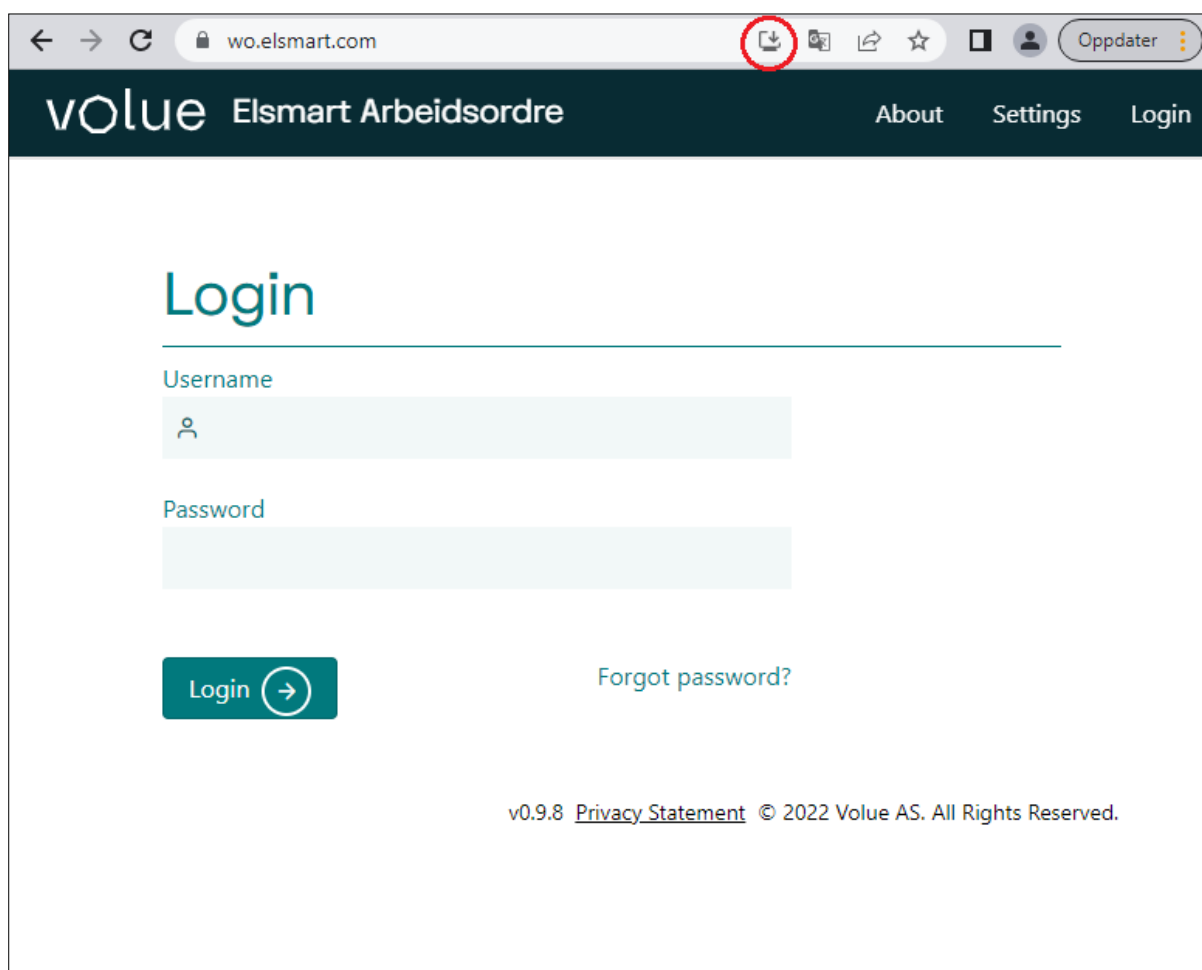 wo.elsmart.com Oppdater
volue Elsmart Arbeidsordre About Settings Login
Login
Username
Password
Login Forgot password?
v0.9.8 Privacy Statement © 2022 Volue AS. All Rights Reserved.